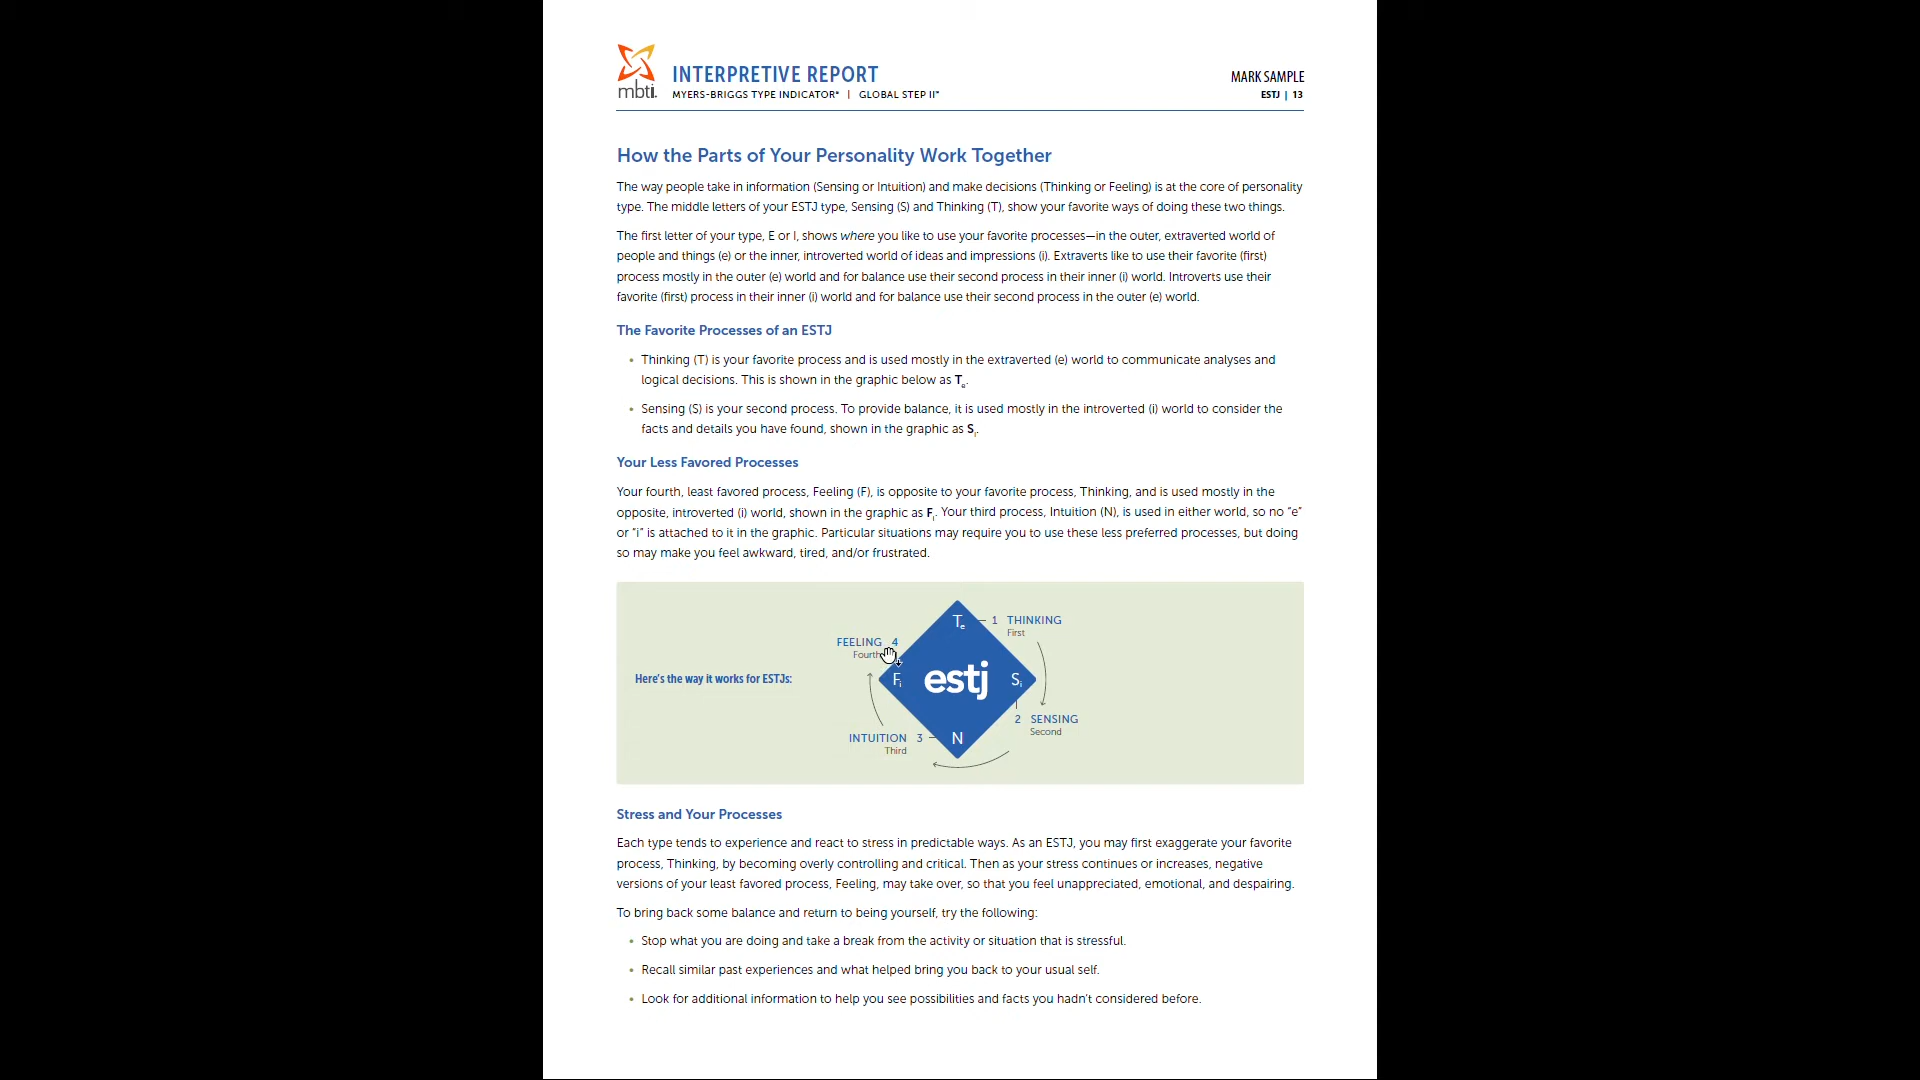 mbti.
INTERPRETIVE REPORT
MYERS-BRIGGS TYPE INDICATOR® | GLOBAL STEP II™
MARK SAMPLE
ESTJ | 13
How the Parts of Your Personality Work Together
The way people take in information (Sensing or Intuition) and make decisions (Thinking or Feeling) is at the core of personality
type. The middle letters of your ESTJ type, Sensing (S) and Thinking (T), show your favorite ways of doing these two things.
The first letter of your type, E or I, shows where you like to use your favorite processes—in the outer, extraverted world of
people and things (e) or the inner, introverted world of ideas and impressions (i). Extraverts like to use their favorite (first)
process mostly in the outer (e) world and for balance use their second process in their inner (i) world. Introverts use their
favorite (first) process in their inner (i) world and for balance use their second process in the outer (e) world.
The Favorite Processes of an ESTJ
• Thinking (T) is your favorite process and is used mostly in the extraverted (e) world to communicate analyses and
logical decisions. This is shown in the graphic below as Te.
• Sensing (S) is your second process. To provide balance, it is used mostly in the introverted (i) world to consider the
facts and details you have found, shown in the graphic as Si.
Your Less Favored Processes
Your fourth, least favored process, Feeling (F), is opposite to your favorite process, Thinking, and is used mostly in the
opposite, introverted (i) world, shown in the graphic as Fi. Your third process, Intuition (N), is used in either world, so no “e”
or “i” is attached to it in the graphic. Particular situations may require you to use these less preferred processes, but doing
so may make you feel awkward, tired, and/or frustrated.
Here's the way it works for ESTJs:
Te
1 THINKING
First
FEELING 4
Fourth
Fi
estj
Si
2 SENSING
Second
INTUITION 3
Third
N
Stress and Your Processes
Each type tends to experience and react to stress in predictable ways. As an ESTJ, you may first exaggerate your favorite
process, Thinking, by becoming overly controlling and critical. Then as your stress continues or increases, negative
versions of your least favored process, Feeling, may take over, so that you feel unappreciated, emotional, and despairing.
To bring back some balance and return to being yourself, try the following:
• Stop what you are doing and take a break from the activity or situation that is stressful.
• Recall similar past experiences and what helped bring you back to your usual self.
• Look for additional information to help you see possibilities and facts you hadn't considered before.